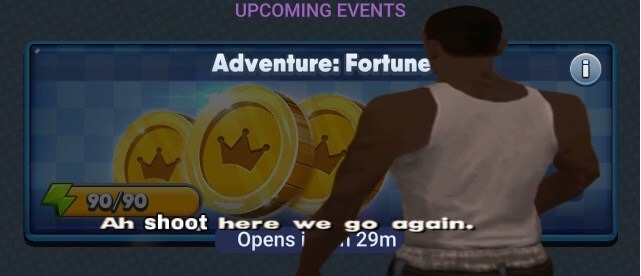 UPCOMING EVENTS
Adventure: Fortune
i
90/90
Ah shoot here we go again.
Opens i 29m